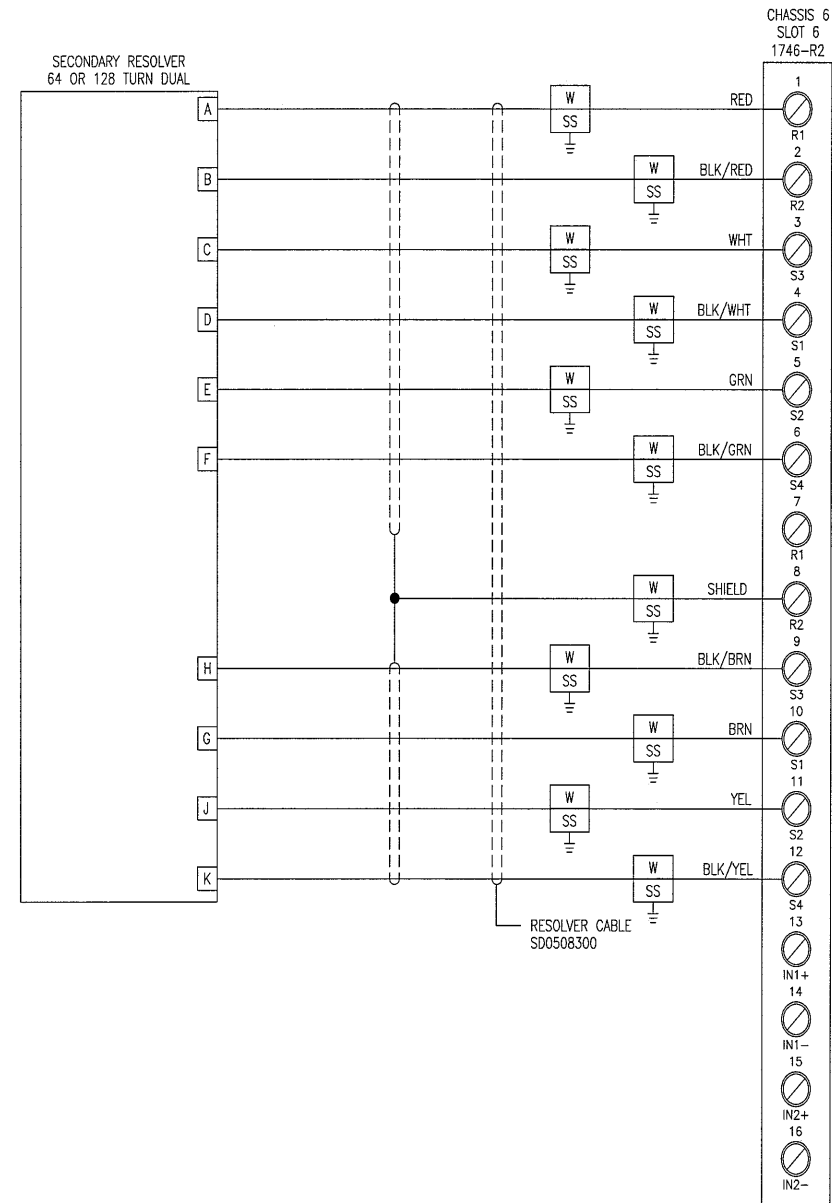 CHASSIS 6
SLOT 6
1746-R2
SECONDARY RESOLVER
64 OR 128 TURN DUAL
1
A
W
SS
RED
R1
2
B
W
SS
BLK/RED
R2
3
C
W
SS
WHT
S3
4
D
W
SS
BLK/WHT
S1
5
E
W
SS
GRN
S2
6
F
W
SS
BLK/GRN
S4
7
R1
8
W
SS
SHIELD
R2
9
H
W
SS
BLK/BRN
S3
10
G
W
SS
BRN
S1
11
J
W
SS
YEL
S2
12
K
W
SS
BLK/YEL
S4
RESOLVER CABLE
SD0508300
13
IN1+
14
IN1-
15
IN2+
16
IN2-